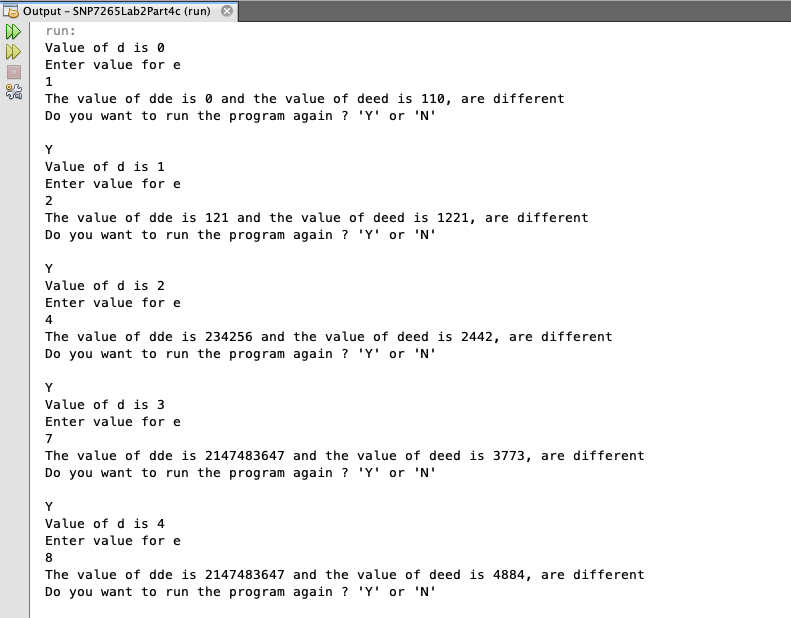 Output - SNP7265Lab2Part4c (run)
run:
Value of d is 0
Enter value for e
1
The value of dde is 0 and the value of deed is 110, are different
Do you want to run the program again ? 'Y' or 'N'
Y
Value of d is 1
Enter value for e
2
The value of dde is 121 and the value of deed is 1221, are different
Do you want to run the program again ? 'Y' or 'N'
Y
Value of d is 2
Enter value for e
4
The value of dde is 234256 and the value of deed is 2442, are different
Do you want to run the program again ? 'Y' or 'N'
Y
Value of d is 3
Enter value for e
7
The value of dde is 2147483647 and the value of deed is 3773, are different
Do you want to run the program again ? 'Y' or 'N'
Y
Value of d is 4
Enter value for e
8
The value of dde is 2147483647 and the value of deed is 4884, are different
Do you want to run the program again ? 'Y' or 'N'